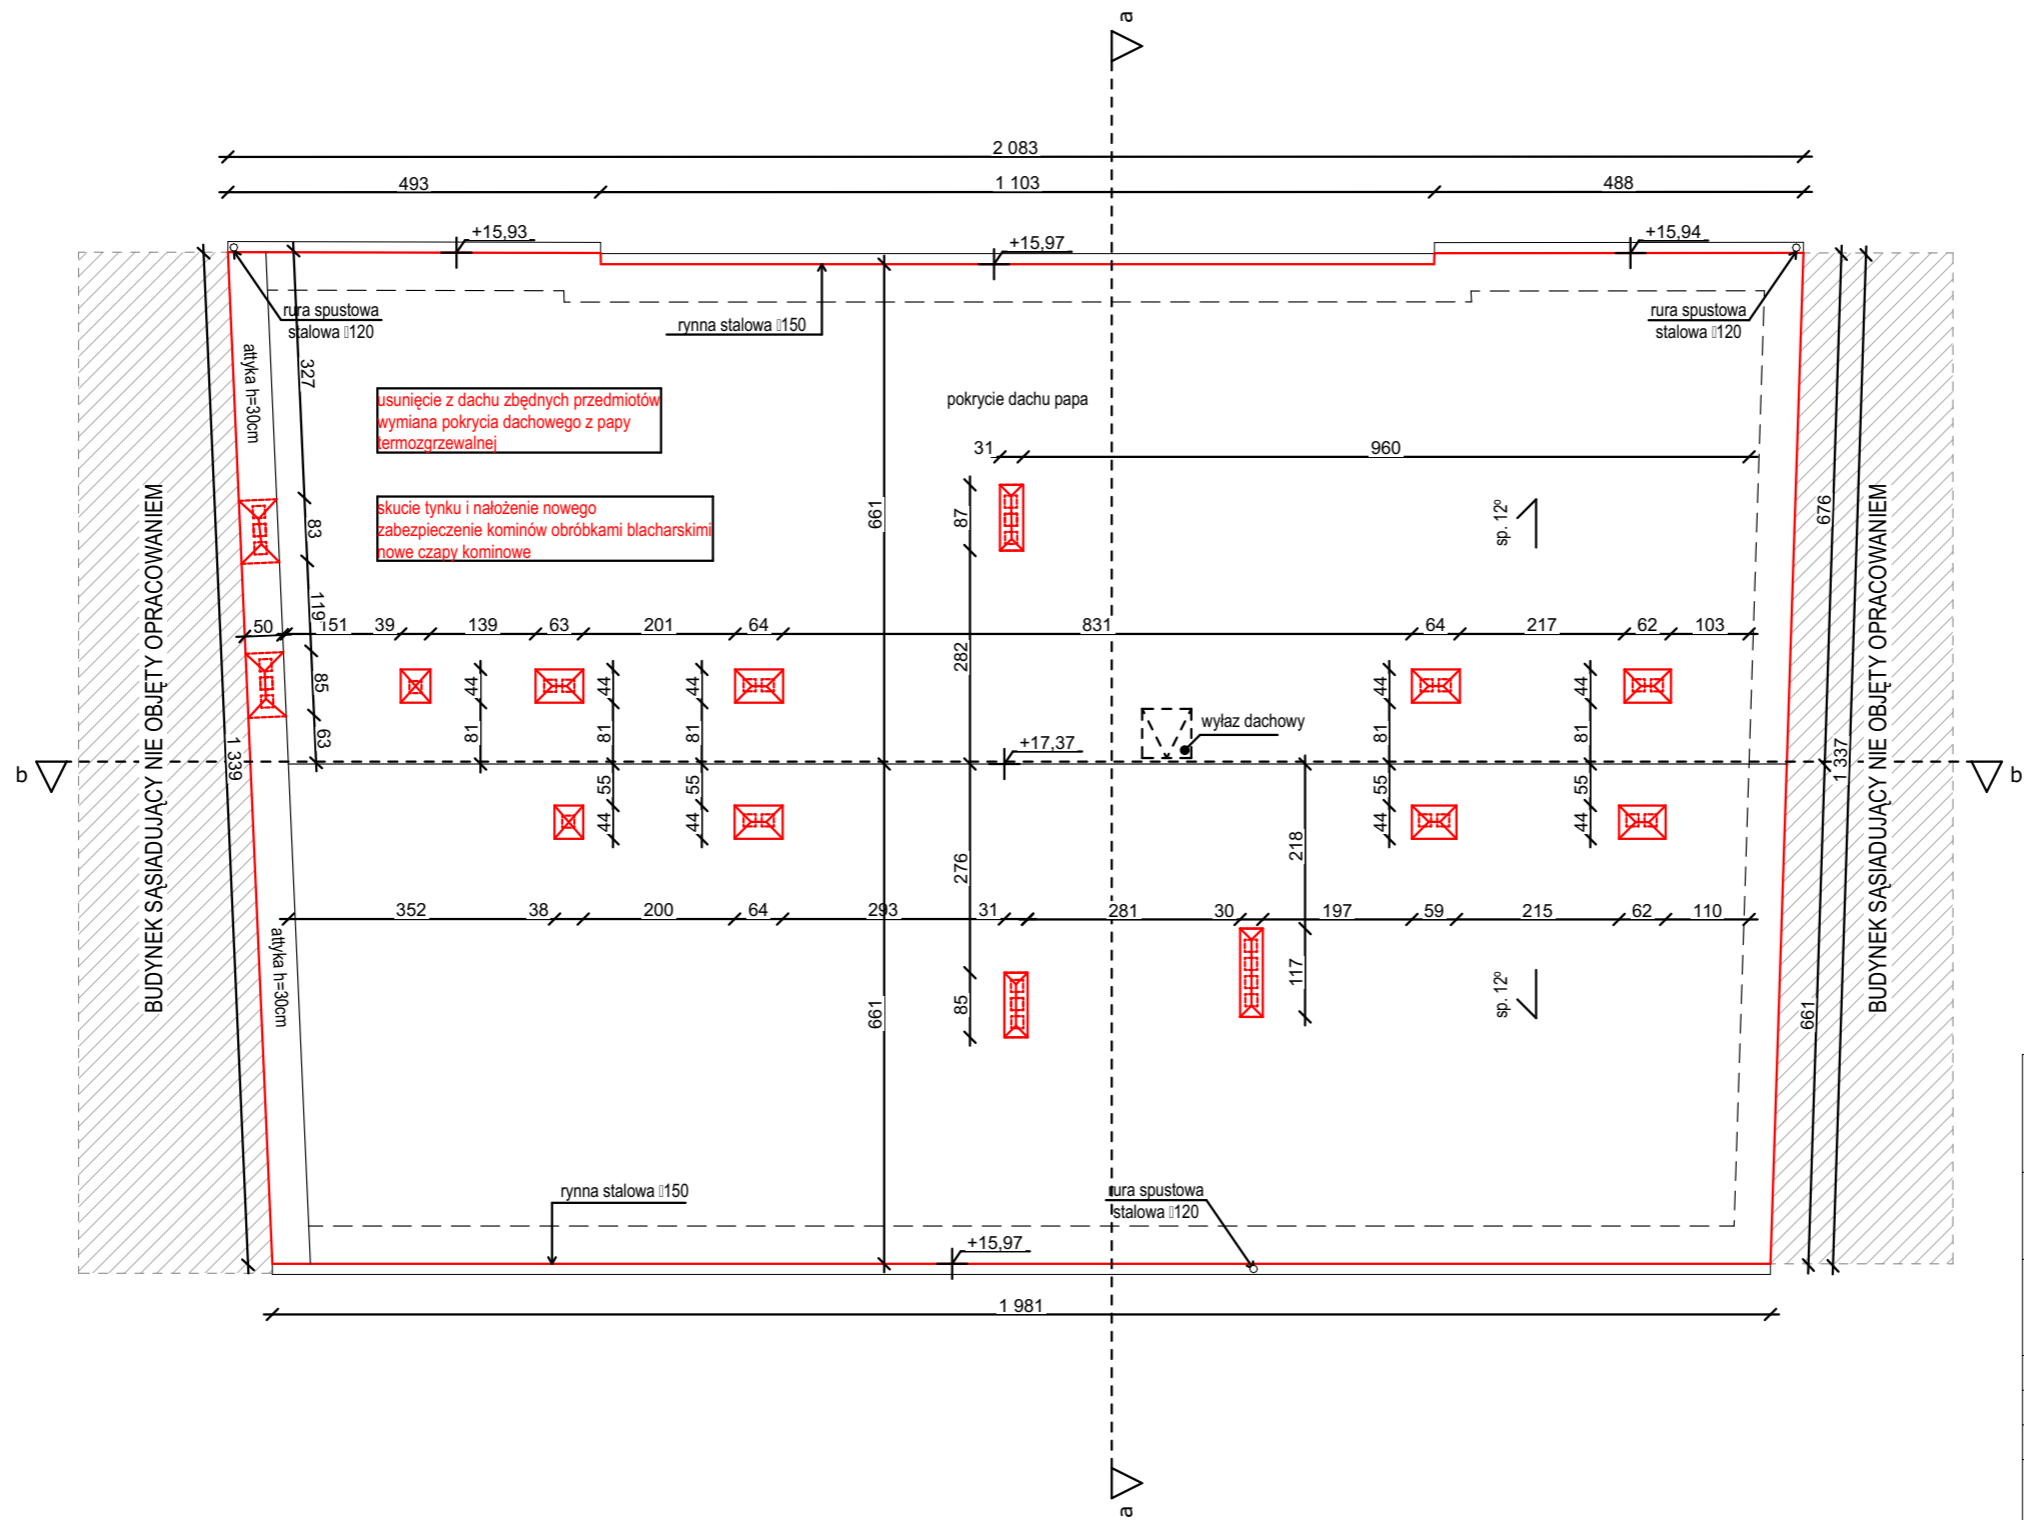 a
2 083
493
1 103
488
+15,93
+15,97
+15,94
rura spustowa
stalowa ▯120
rynna stalowa ▯150
rura spustowa
stalowa ▯120
attyka h=30cm
327
usunięcie z dachu zbędnych przedmiotów
wymiana pokrycia dachowego z papy
termozgrzewalnej
pokrycie dachu papa
31
960
skucie tynku i nałożenie nowego
zabezpieczenie kominów obróbkami blacharskimi
nowe czapy kominowe
661
87
sp. 12º
676
83
BUDYNEK SĄSIADUJĄCY NIE OBJĘTY OPRACOWANIEM
BUDYNEK SĄSIADUJĄCY NIE OBJĘTY OPRACOWANIEM
119
50
151
39
139
63
201
64
831
64
217
62
103
282
85
44
44
44
44
44
63
81
81
81
81
81
wyłaz dachowy
+17,37
1 339
1 337
b
b
55
55
55
55
44
44
44
44
218
276
352
38
200
64
293
31
281
30
197
59
215
62
110
attyka h=30cm
117
85
661
sp. 12º
661
rynna stalowa ▯150
rura spustowa
stalowa ▯120
+15,97
1 981
a